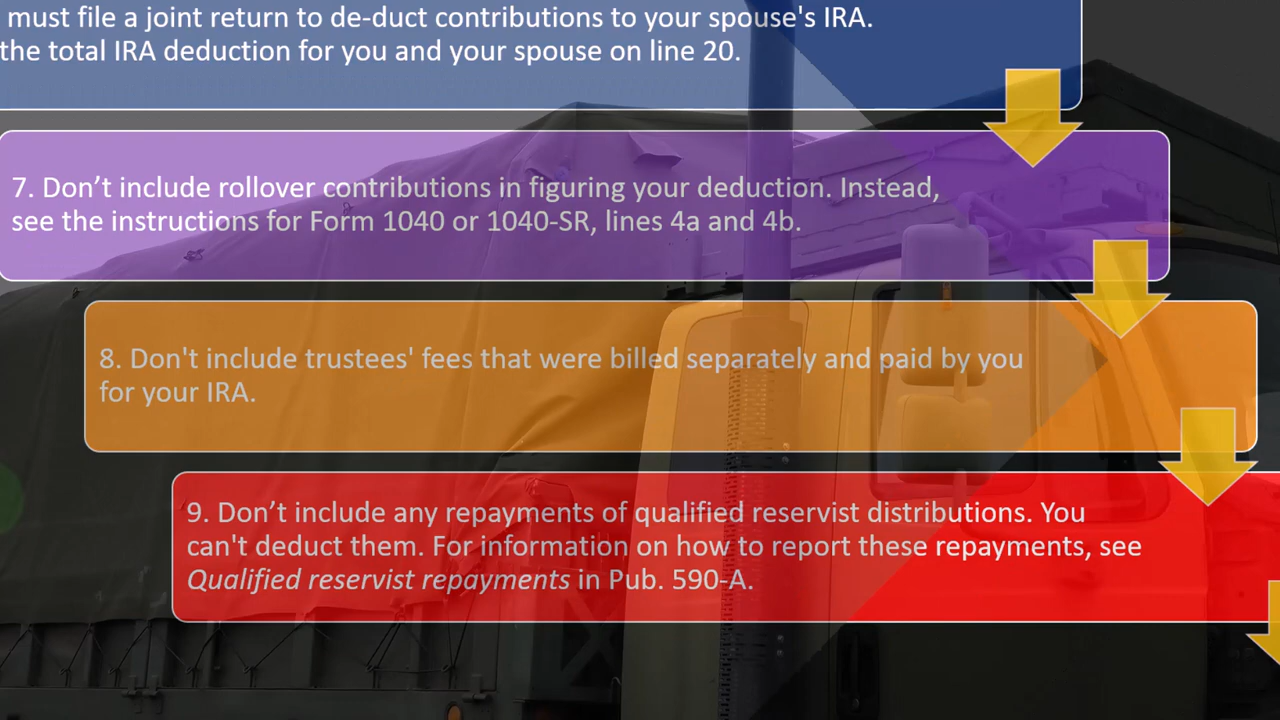 must file a joint return to de-duct contributions to your spouse's IRA.
the total IRA deduction for you and your spouse on line 20.
7. Don’t include rollover contributions in figuring your deduction. Instead,
see the instructions for Form 1040 or 1040-SR, lines 4a and 4b.
8. Don't include trustees' fees that were billed separately and paid by you
for your IRA.
9. Don’t include any repayments of qualified reservist distributions. You
can't deduct them. For information on how to report these repayments, see
Qualified reservist repayments in Pub. 590-A.